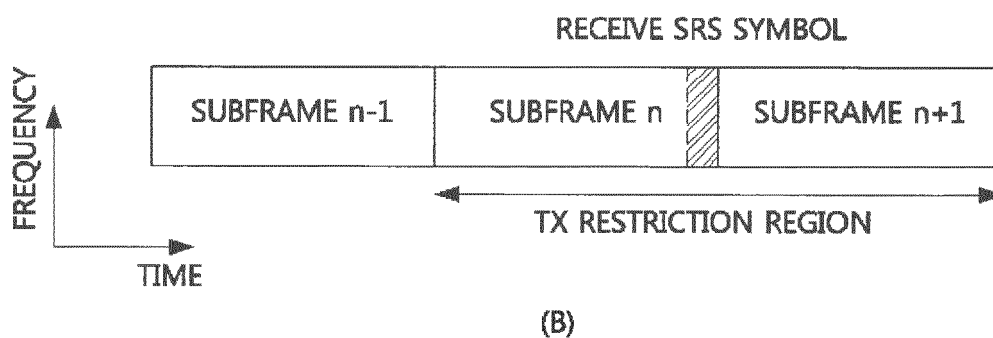 RECEIVE SRS SYMBOL
SUBFRAME n-1
SUBFRAME n
SUBFRAME n+1
FREQUENCY
TX RESTRICTION REGION
TIME
(B)